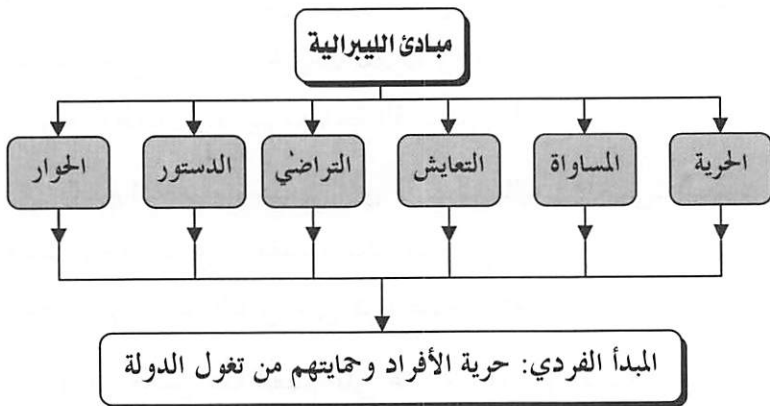 مبادئ الليبرالية
الحرية
المساواة
التعايش
التراضي
الدستور
الحوار
المبدأ الفردي: حرية الأفراد وحمايتهم من تغول الدولة